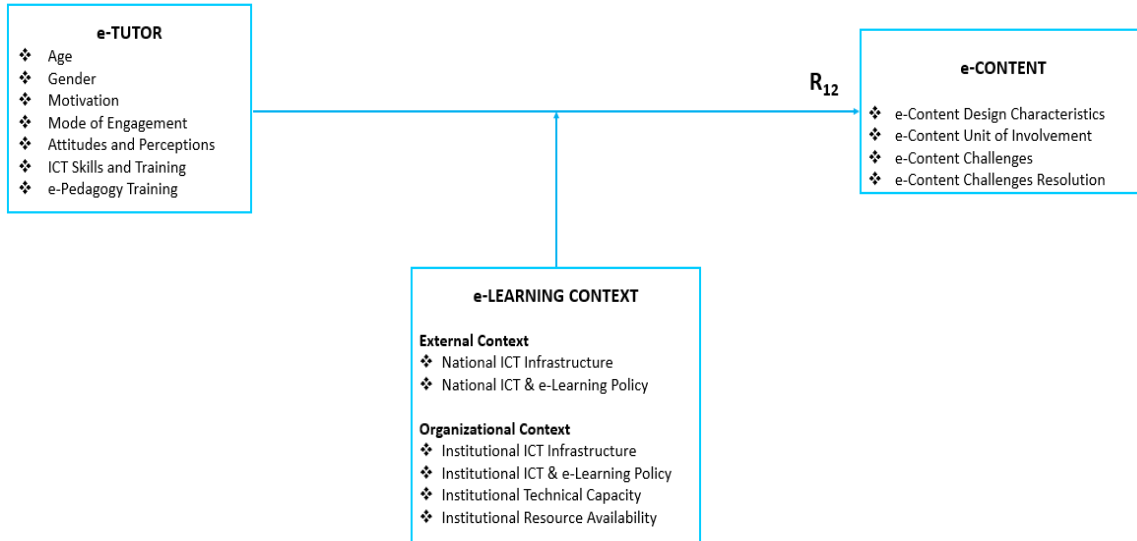 e-TUTOR
❖ Age
❖ Gender
❖ Motivation
❖ Mode of Engagement
❖ Attitudes and Perceptions
❖ ICT Skills and Training
❖ e-Pedagogy Training
R12
e-CONTENT
❖ e-Content Design Characteristics
❖ e-Content Unit of Involvement
❖ e-Content Challenges
❖ e-Content Challenges Resolution
e-LEARNING CONTEXT
External Context
❖ National ICT Infrastructure
❖ National ICT & e-Learning Policy
Organizational Context
❖ Institutional ICT Infrastructure
❖ Institutional ICT & e-Learning Policy
❖ Institutional Technical Capacity
❖ Institutional Resource Availability